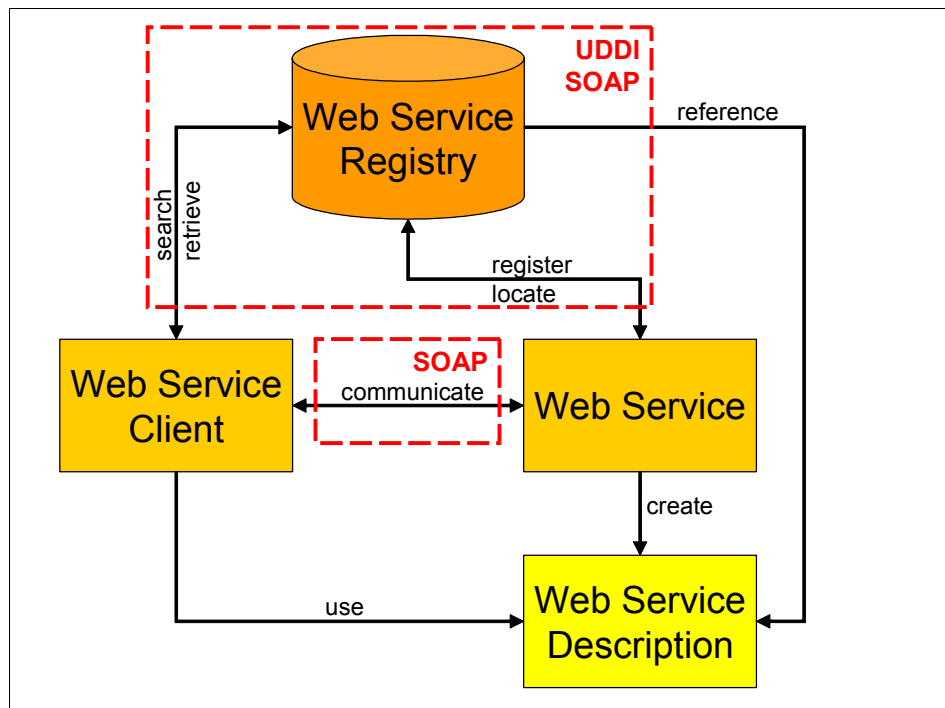 UDDI
SOAP
Web Service
Registry
reference
search
retrieve
register
locate
Web Service
Client
SOAP
communicate
Web Service
create
use
Web Service
Description